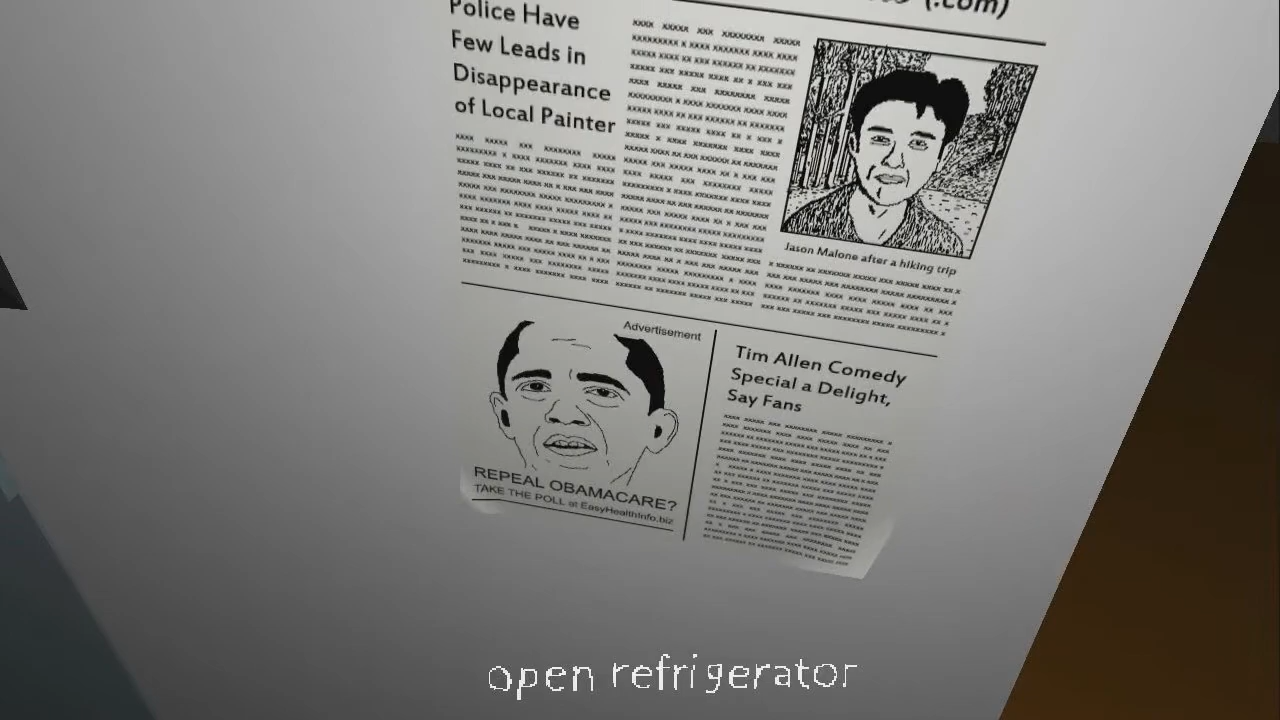 (.com)
Police Have
Few Leads in
Disappearance
of Local Painter
Jason Malone after a hiking trip
Advertisement
REPEAL OBAMACARE?
TAKE THE POLL at EasyHealthInfo.biz
Tim Allen Comedy
Special a Delight,
Say Fans
open refrigerator